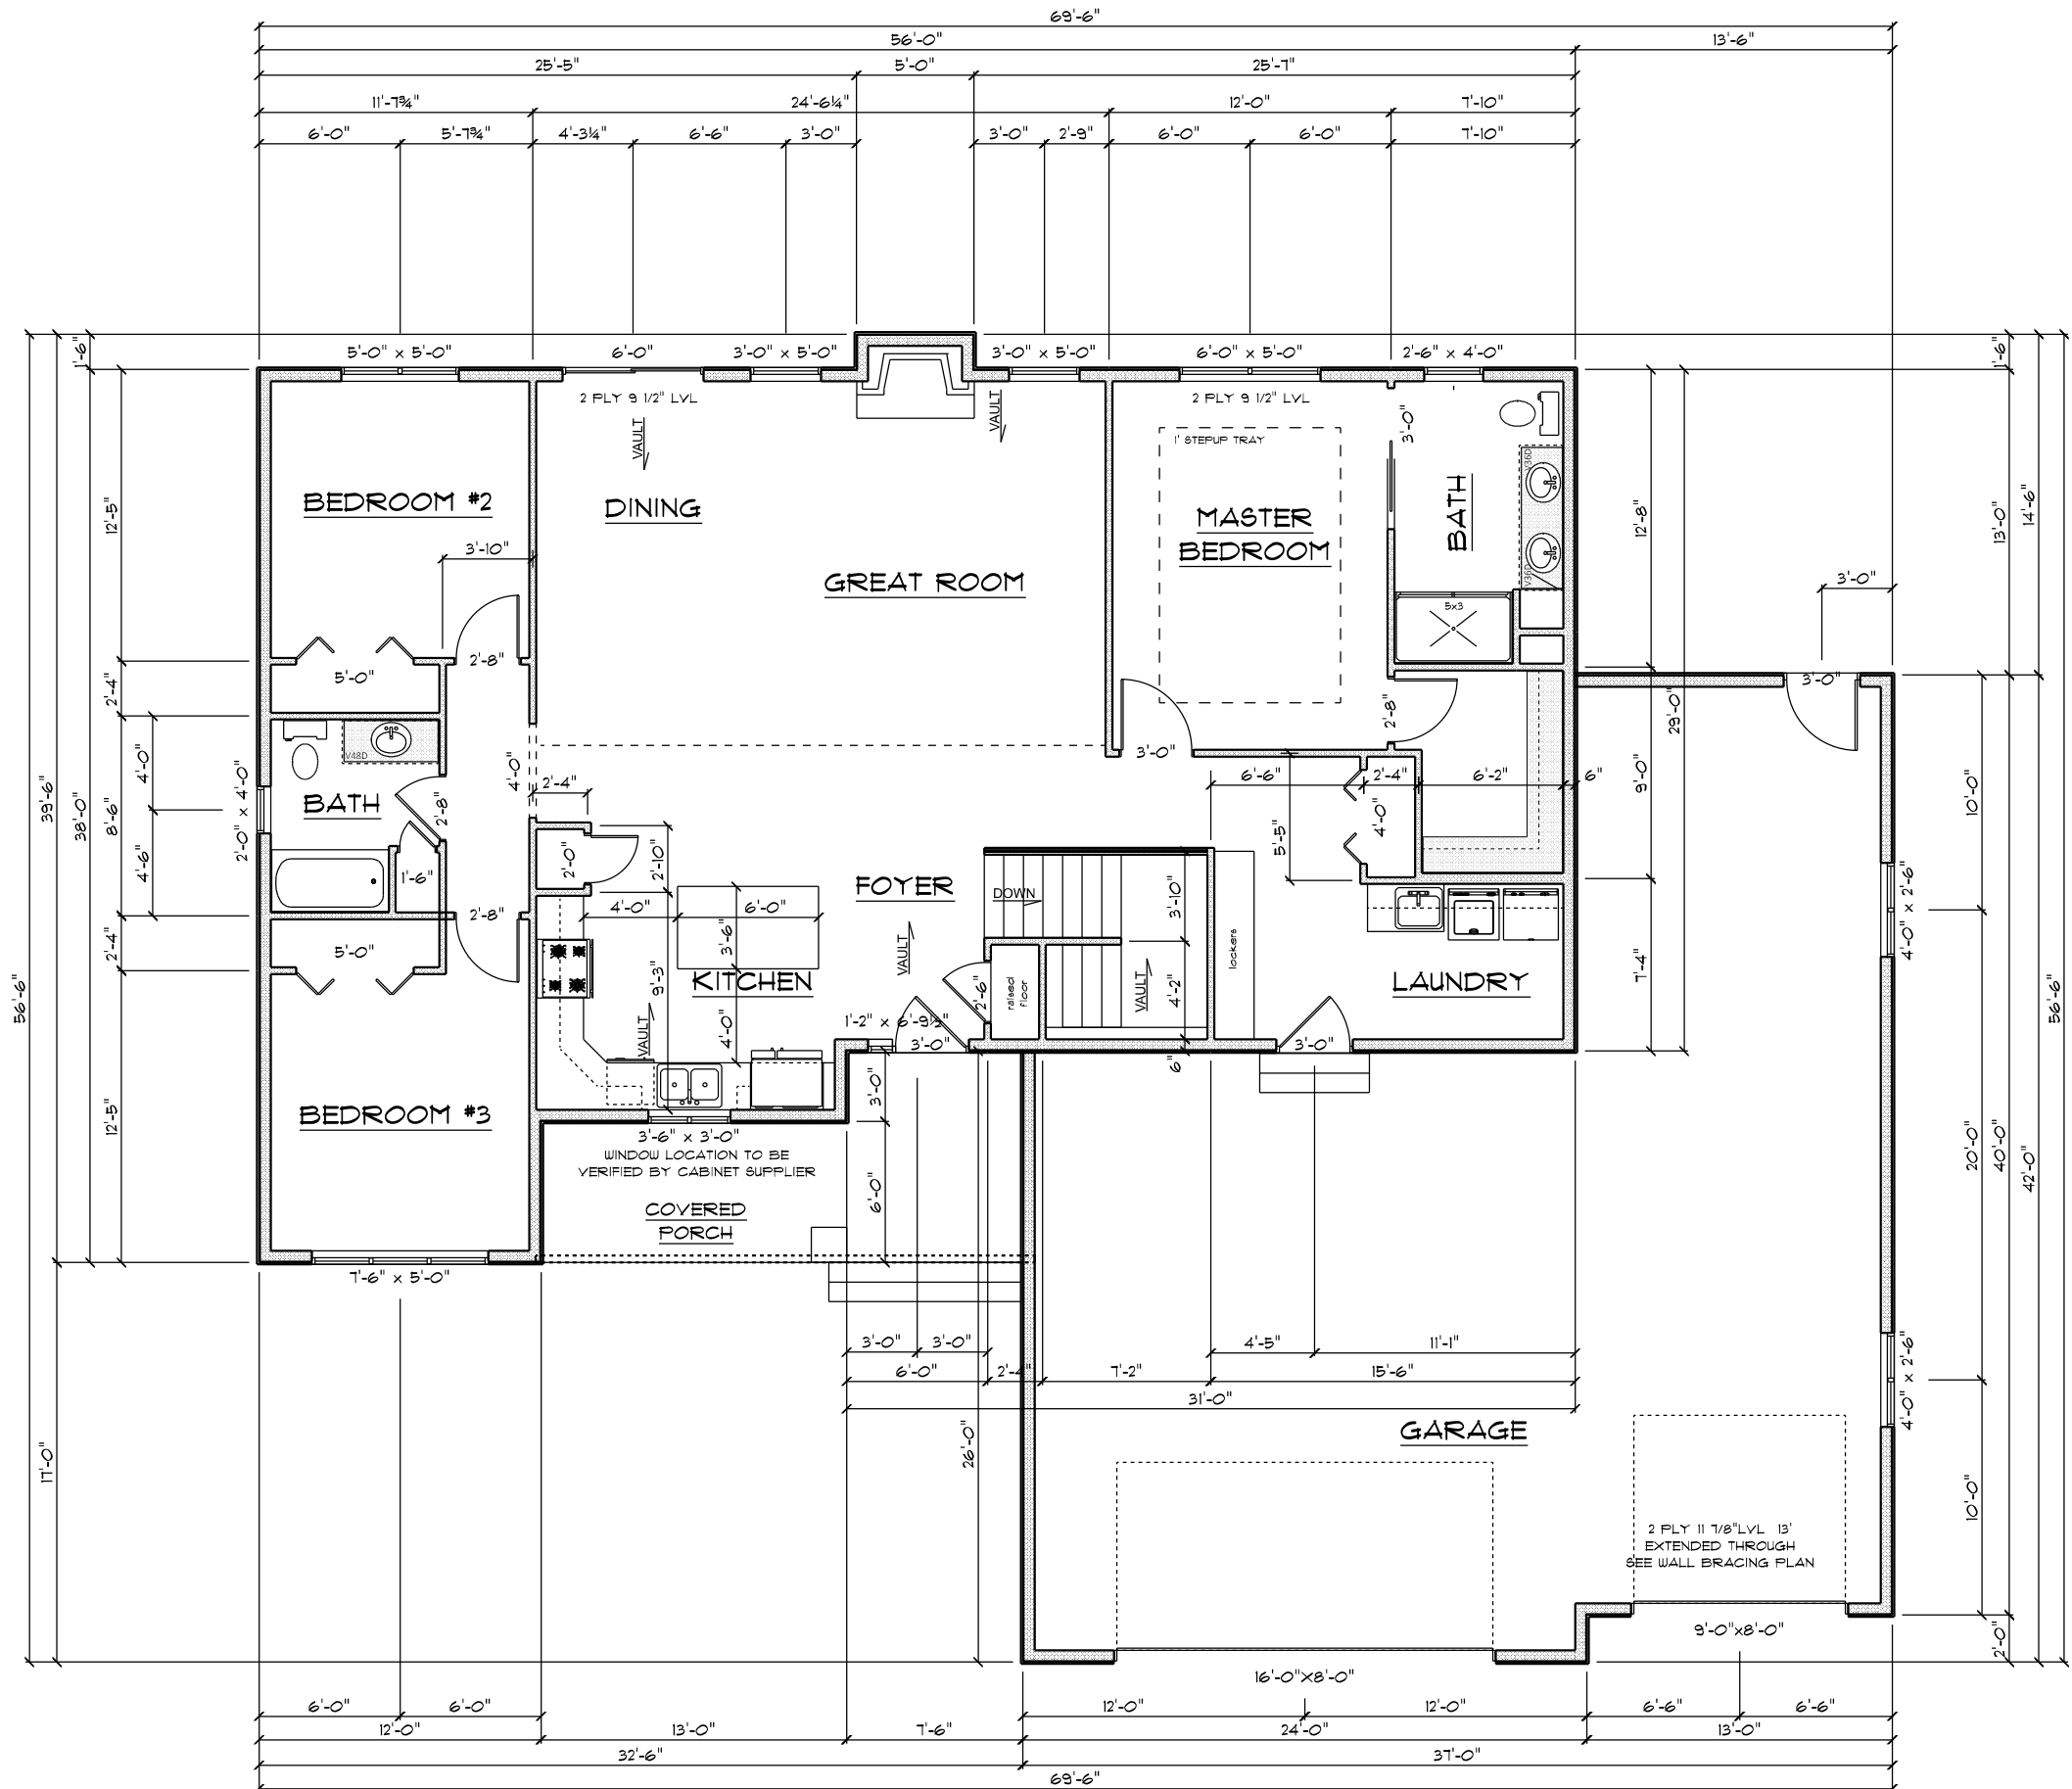 69'-6"
56'-0" 13'-6"
25'-5" 5'-0" 25'-7"
11'-7¾" 24'-6¼" 12'-0" 7'-10"
6'-0" 5'-7¾" 4'-3¼" 6'-6" 3'-0" 3'-0" 2'-9" 6'-0" 6'-0" 7'-10"
1'-6" 1'-6"
5'-0" x 5'-0" 6'-0" 3'-0" x 5'-0" 3'-0" x 5'-0" 6'-0" x 5'-0" 2'-6" x 4'-0"
2 PLY 9 1/2" LVL 2 PLY 9 1/2" LVL
VAULT VAULT
1' STEPUP TRAY
3'-0"
V36D
BEDROOM #2
DINING
MASTER
BEDROOM
BATH
12'-5" 12'-8" 13'-0" 14'-6"
3'-10"
GREAT ROOM
V36D
3'-0"
5x3
2'-8"
5'-0"
2'-4"
3'-0"
2'-8"
29'-0"
V48D
4'-0"
4'-0"
3'-0"
6'-6" 2'-4" 6'-2" 6"
2'-4"
39'-6" 38'-0" 8'-6" 2'-0" x 4'-0"
BATH
2'-8"
9'-0" 10'-0"
4'-0"
5'-5"
2'-0" 2'-10"
4'-6"
1'-6"
FOYER
DOWN
3'-10"
2'-8"
4'-0" 6'-0"
3'-6"
4'-0" x 2'-6"
5'-0"
2'-4"
VAULT
lockers
7'-4"
KITCHEN
9'-3"
LAUNDRY
2'-6"
raised
floor
VAULT
4'-2"
56'-6" 56'-6"
1'-2" x 6'-9½"
VAULT
4'-0"
3'-0"
3'-0"
6"
3'-0"
12'-5"
BEDROOM #3
3'-6" x 3'-0"
WINDOW LOCATION TO BE
VERIFIED BY CABINET SUPPLIER
20'-0" 40'-0" 42'-0"
6'-0"
COVERED
PORCH
7'-6" x 5'-0"
3'-0" 3'-0" 4'-5" 11'-1"
6'-0" 7'-2" 15'-6"
31'-0"
4'-0" x 2'-6"
GARAGE
17'-0"
26'-0"
10'-0"
2 PLY 11 7/8"LVL 13'
EXTENDED THROUGH
SEE WALL BRACING PLAN
9'-0"x8'-0"
2'-0"
16'-0"X8'-0"
6'-0" 6'-0" 12'-0" 12'-0" 6'-6" 6'-6"
12'-0" 13'-0" 7'-6" 24'-0" 13'-0"
32'-6" 37'-0"
69'-6"